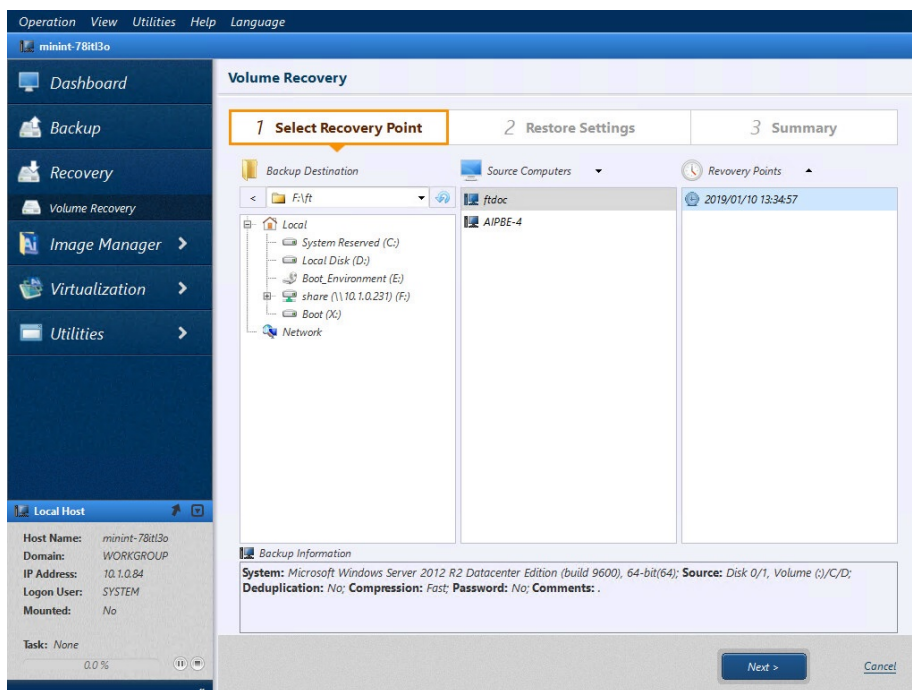 Operation View Utilities Help Language
minint-78itl3o
Dashboard
Backup
Recovery
Volume Recovery
Image Manager
Virtualization
Utilities
Volume Recovery
1 Select Recovery Point
2 Restore Settings
3 Summary
Backup Destination
< F:\ft
Local
System Reserved (C:)
Local Disk (D:)
Boot_Environment (E:)
share (\\10.1.0.231) (F:)
Boot (X:)
Network
Source Computers
ftdoc
AIPBE-4
Revovery Points
2019/01/10 13:34:57
Backup Information
System: Microsoft Windows Server 2012 R2 Datacenter Edition (build 9600), 64-bit(64); Source: Disk 0/1, Volume (:)/C/D;
Deduplication: No; Compression: Fast; Password: No; Comments: .
Local Host
Host Name: minint-78itl3o
Domain: WORKGROUP
IP Address: 10.1.0.84
Logon User: SYSTEM
Mounted: No
Task: None
0.0 %
Next >
Cancel